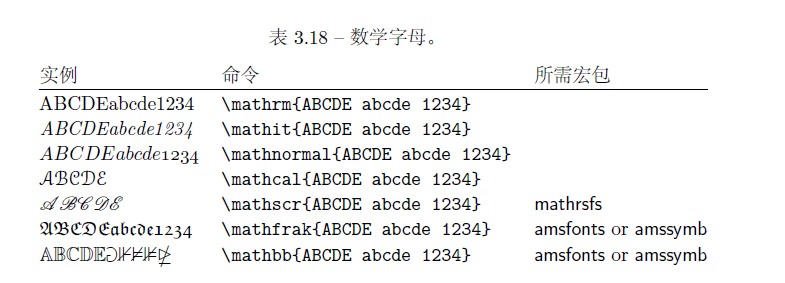 表 3.18 – 数学字母。
实例 命令 所需宏包
ABCDEabcde1234 \mathrm{ABCDE abcde 1234}
ABCDEabcde1234 \mathit{ABCDE abcde 1234}
ABCDEabcde1234 \mathnormal{ABCDE abcde 1234}
𝒜ℬ𝒞𝒟ℰ \mathcal{ABCDE abcde 1234}
𝒜ℬ𝒞𝒟ℰ \mathscr{ABCDE abcde 1234} mathrsfs
𝔄𝔅ℭ𝔇𝔈𝔞𝔟𝔠𝔡𝔢1234 \mathfrak{ABCDE abcde 1234} amsfonts or amssymb
𝔸𝔹ℂ𝔻𝔼 \mathbb{ABCDE abcde 1234} amsfonts or amssymb